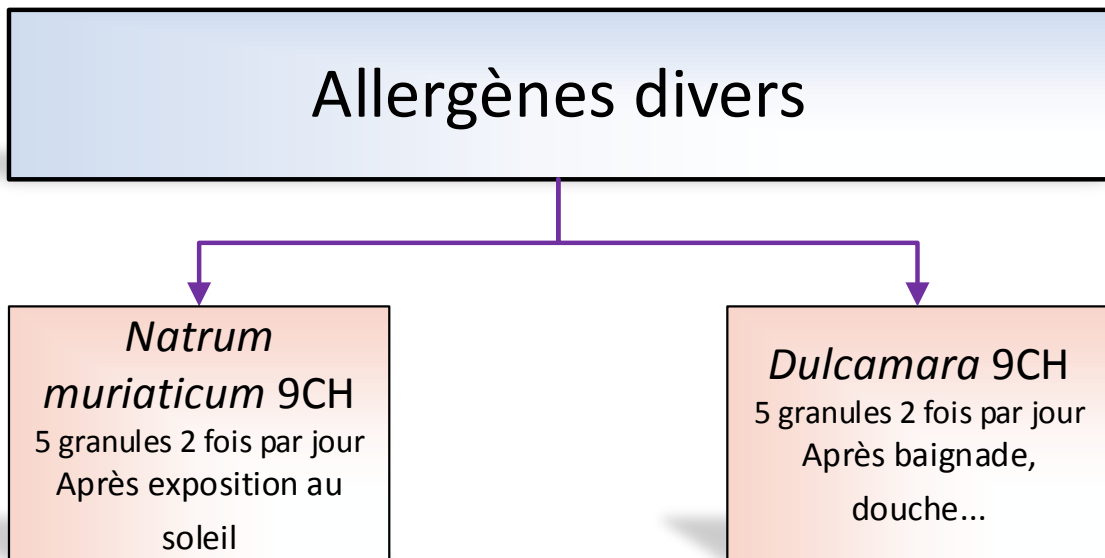 Allergènes divers
Natrum
muriaticum 9CH
5 granules 2 fois par jour
Après exposition au
soleil
Dulcamara 9CH
5 granules 2 fois par jour
Après baignade,
douche...